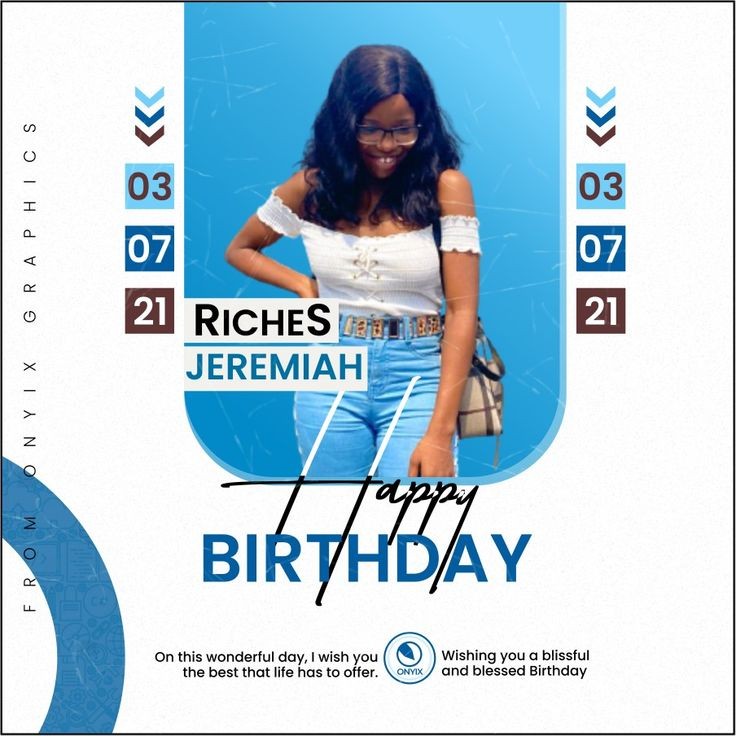 FROM ONYIX GRAPHICS
03
07
21
03
07
21
RICHES
JEREMIAH
Happy
BIRTHDAY
On this wonderful day, I wish you
the best that life has to offer.
ONYIX
Wishing you a blissful
and blessed Birthday